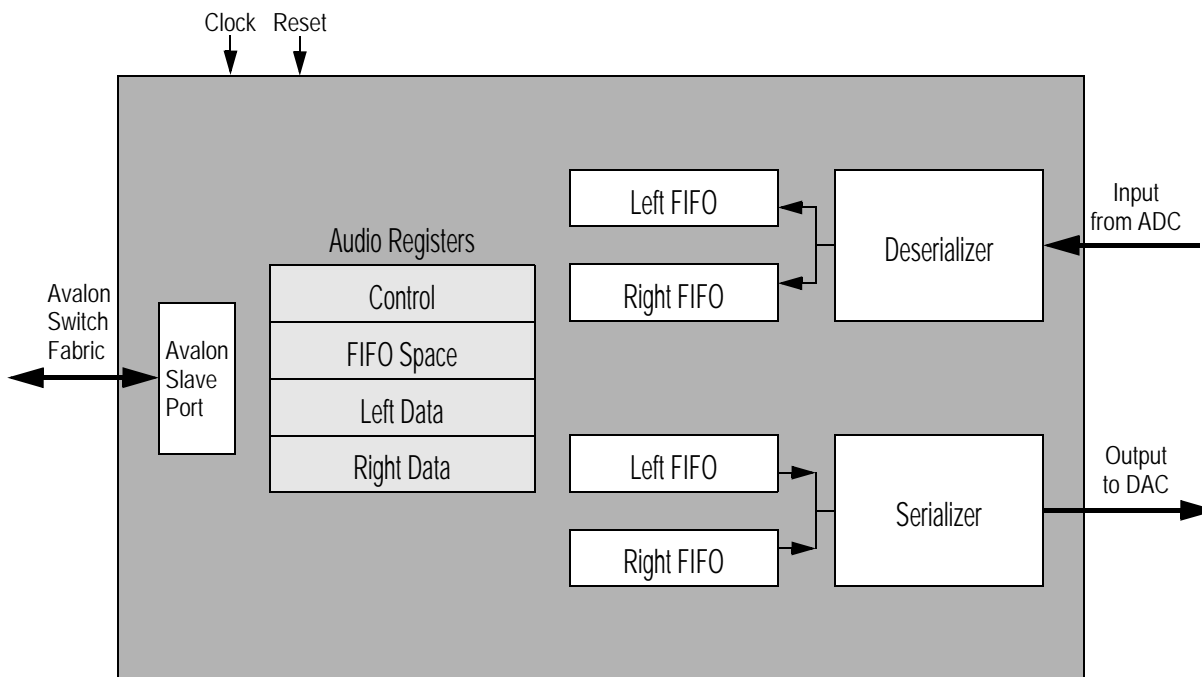 Clock Reset
Avalon
Switch
Fabric
Avalon
Slave
Port
Audio Registers
Control
FIFO Space
Left Data
Right Data
Left FIFO
Right FIFO
Deserializer
Input
from ADC
Left FIFO
Right FIFO
Serializer
Output
to DAC